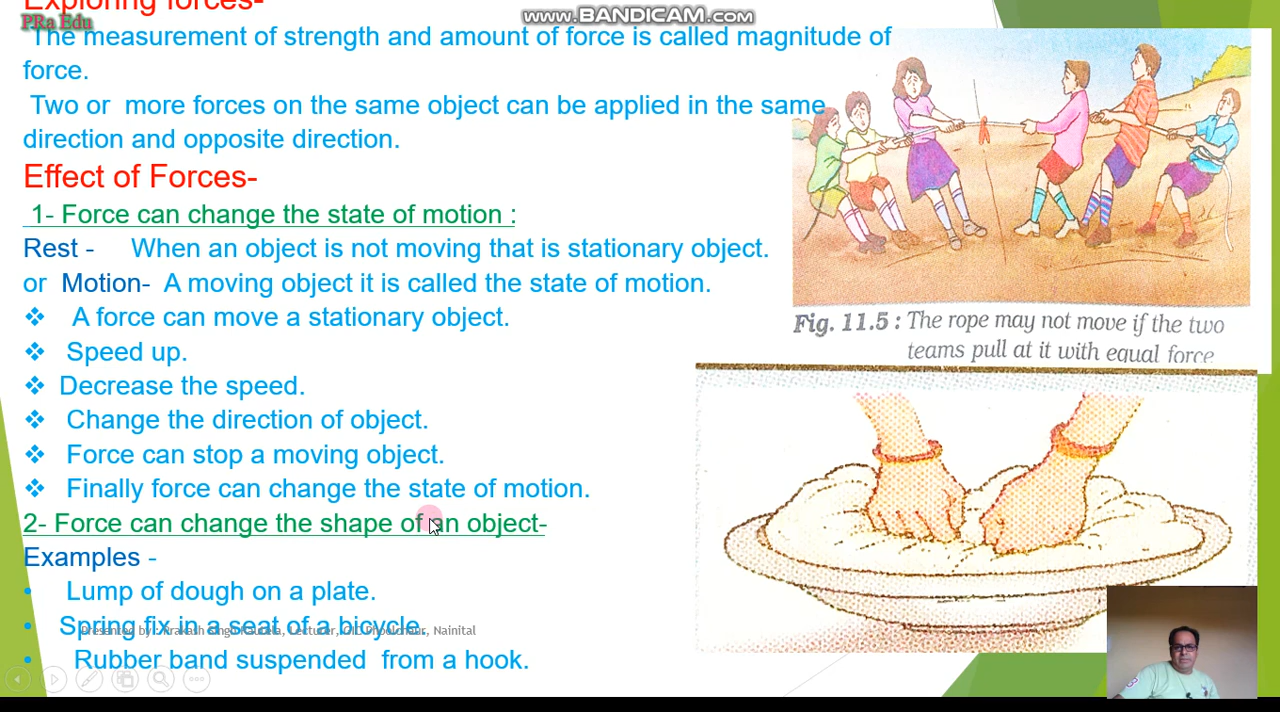 Exploring forces-
PRa Edu
www.BANDICAM.com
The measurement of strength and amount of force is called magnitude of
force.
Two or more forces on the same object can be applied in the same
direction and opposite direction.
Effect of Forces-
1- Force can change the state of motion :
Rest - When an object is not moving that is stationary object.
or Motion- A moving object it is called the state of motion.
❖ A force can move a stationary object.
❖ Speed up.
❖ Decrease the speed.
❖ Change the direction of object.
❖ Force can stop a moving object.
❖ Finally force can change the state of motion.
2- Force can change the shape of an object-
Examples -
• Lump of dough on a plate.
• Spring fix in a seat of a bicycle.
Presented by : Prakash Singh Lecturer, Nainital
• Rubber band suspended from a hook.
Fig. 11.5 : The rope may not move if the two
teams pull at it with equal force